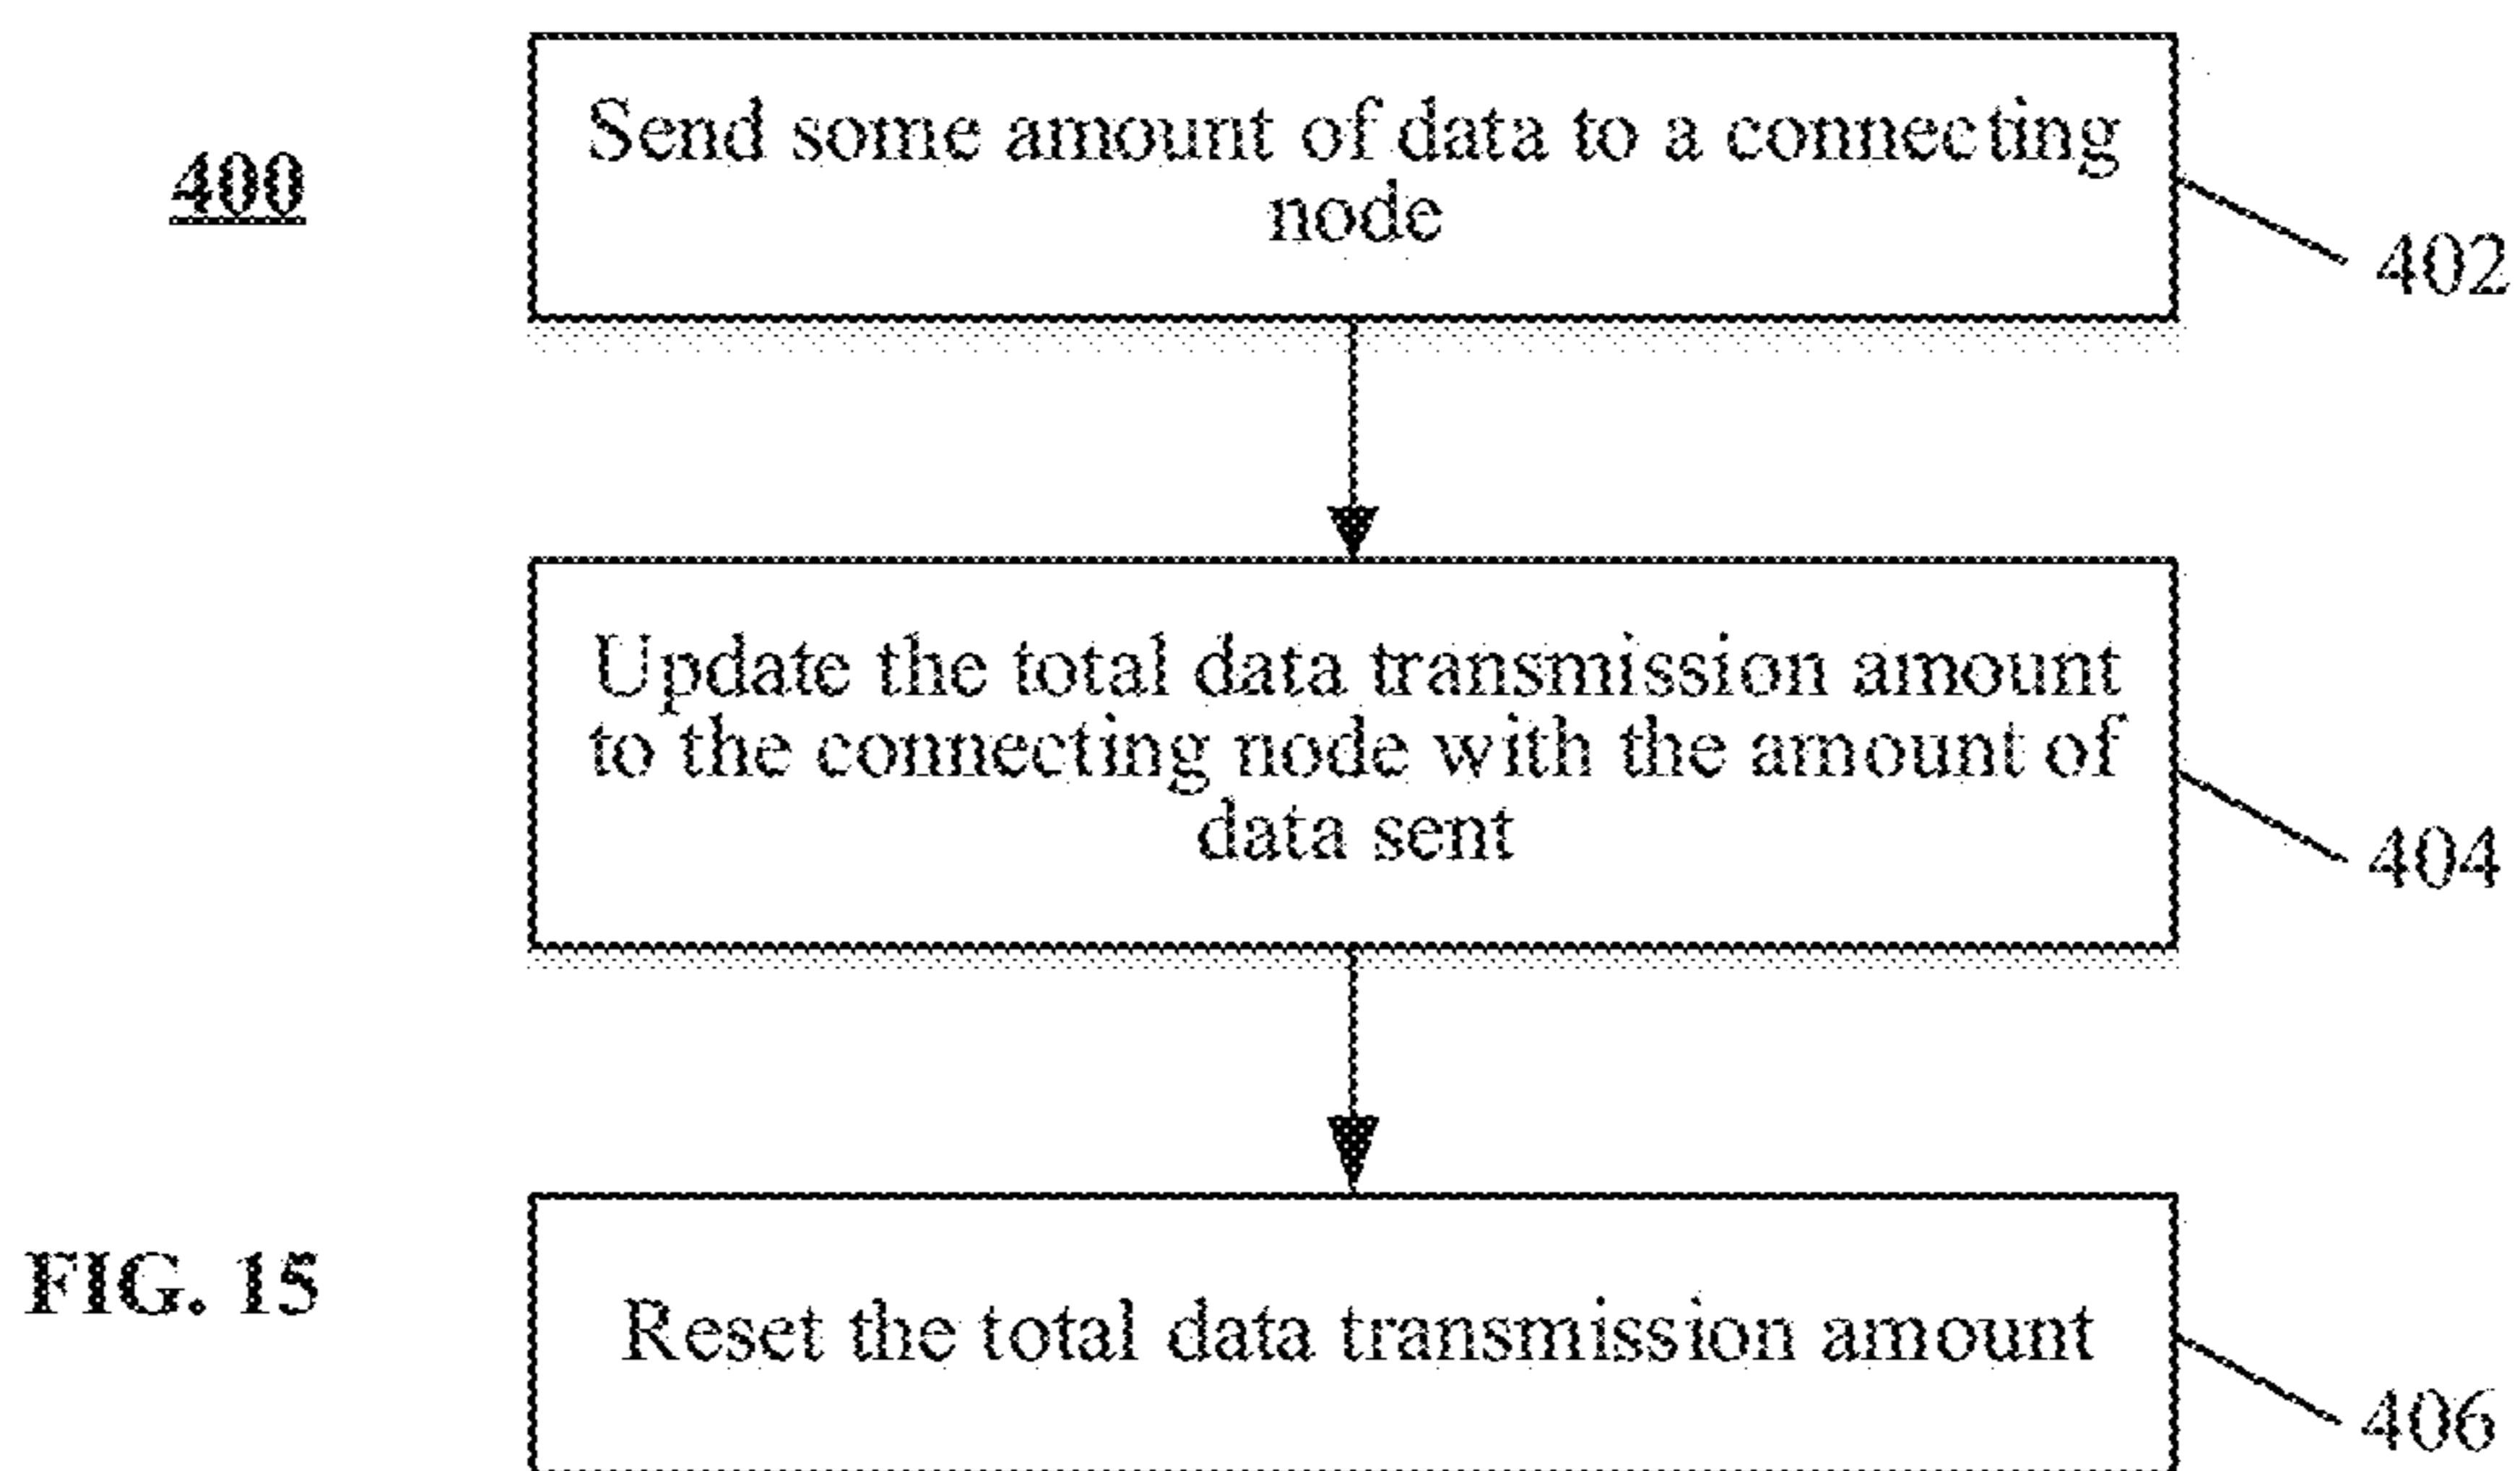 400
Send some amount of data to a connecting
node
402
Update the total data transmission amount
to the connecting node with the amount of
data sent
404
FIG. 15
Reset the total data transmission amount
406